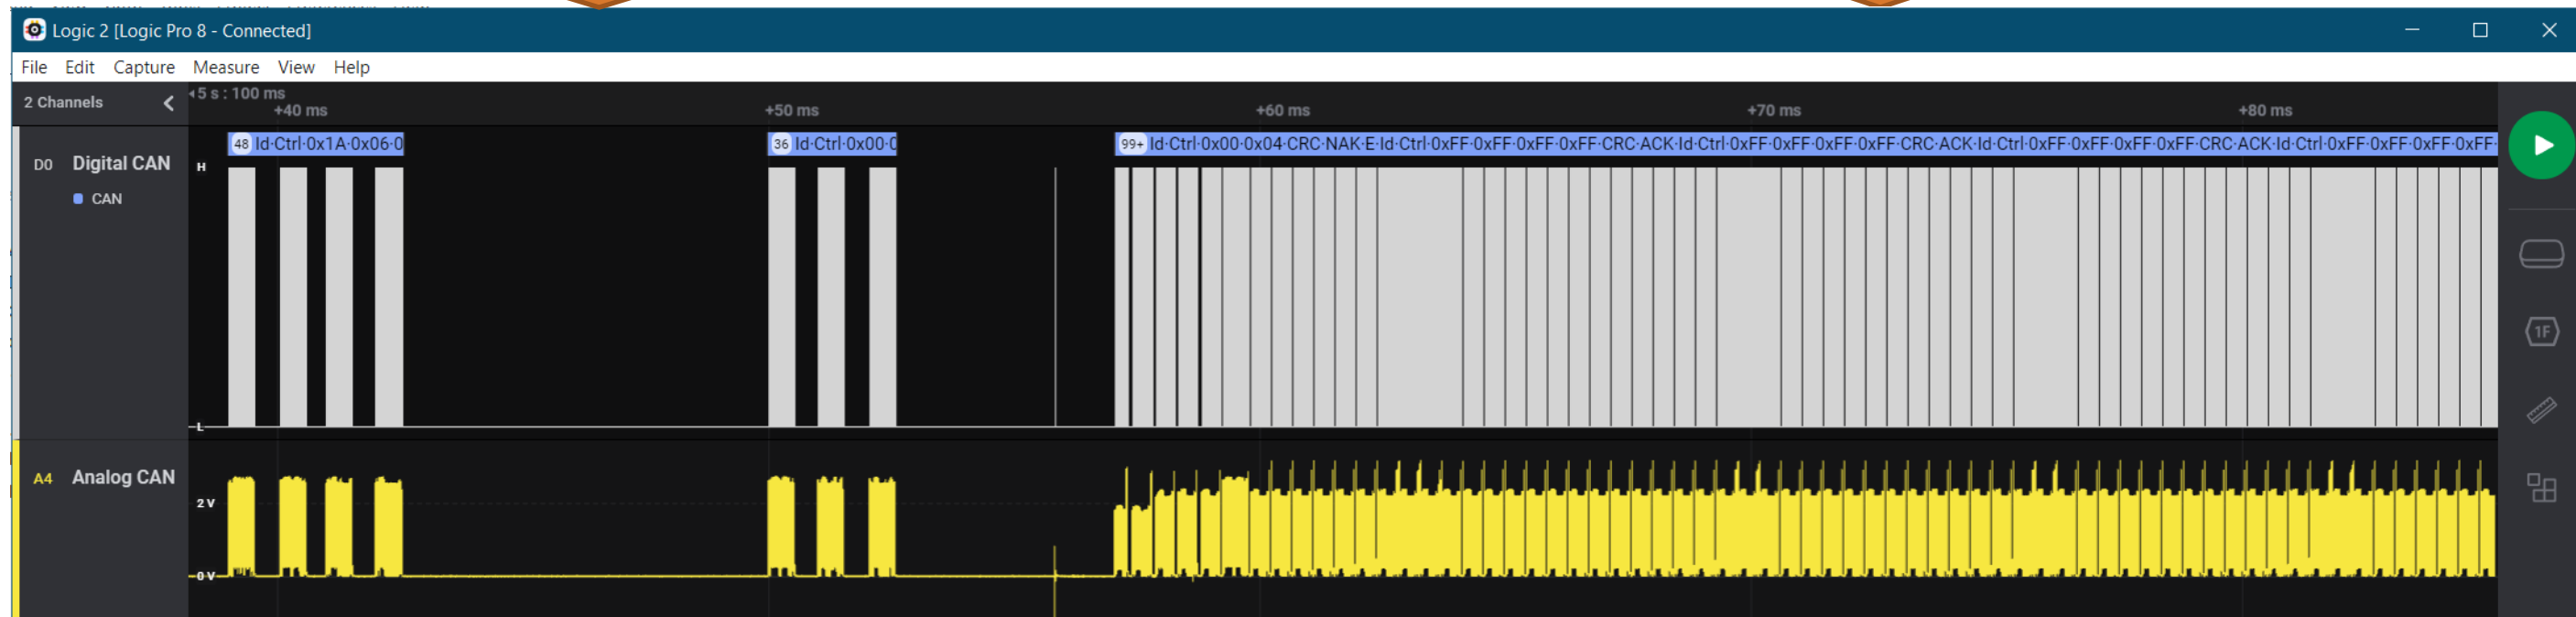 Logic 2 [Logic Pro 8 - Connected]
File Edit Capture Measure View Help
2 Channels
5 s : 100 ms
+40 ms +50 ms +60 ms +70 ms +80 ms
D0 Digital CAN
CAN
H
L
48 Id·Ctrl·0x1A·0x06·0
36 Id·Ctrl·0x00·0
99+ Id·Ctrl·0x00·0x04·CRC·NAK·E·Id·Ctrl·0xFF·0xFF·0xFF·0xFF·CRC·ACK·Id·Ctrl·0xFF·0xFF·0xFF·0xFF·CRC·ACK·Id·Ctrl·0xFF·0xFF·0xFF·0xFF·CRC·ACK·Id·Ctrl·0xFF·0xFF·0xFF·0xFF·
1F
A4 Analog CAN
2 V
0 V